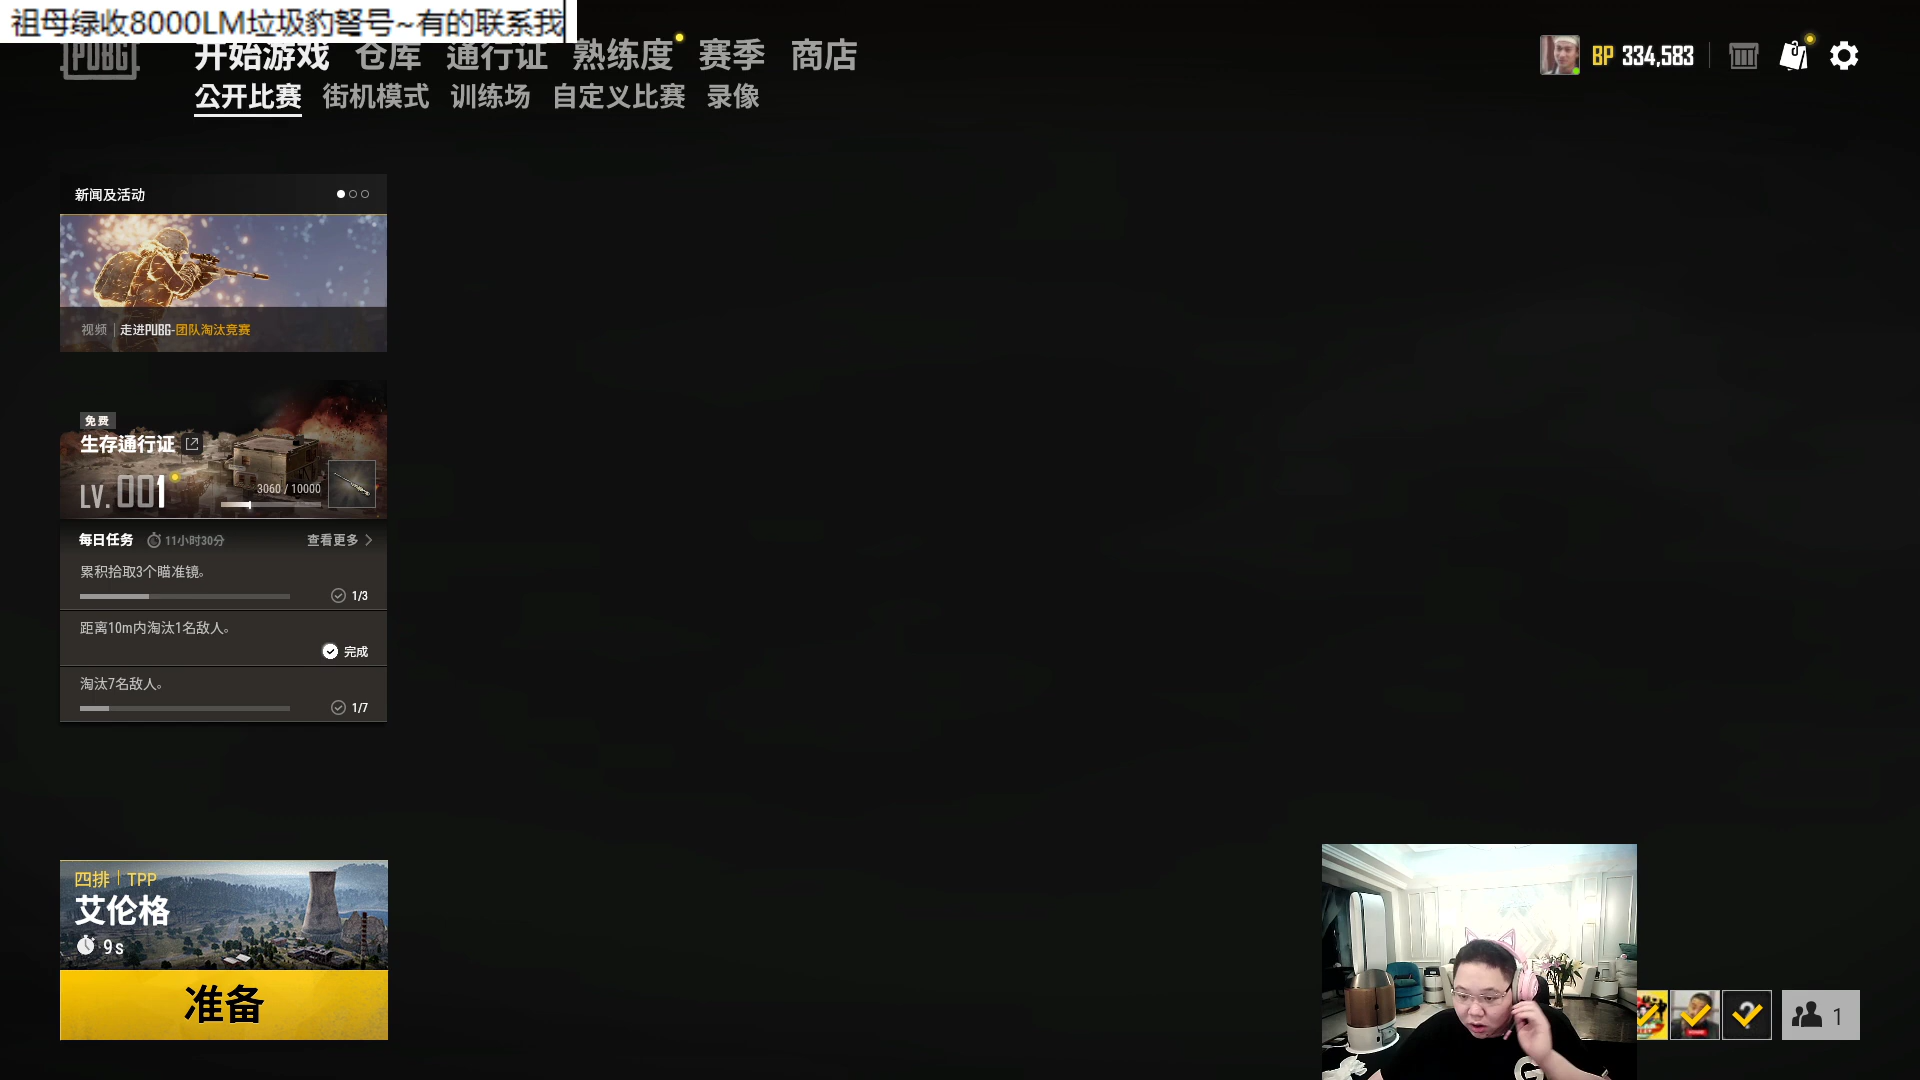 祖母绿收8000LM垃圾豹弩号~有的联系我
PUBG
开始游戏 仓库 通行证 熟练度 赛季 商店
BP 334,583
公开比赛 街机模式 训练场 自定义比赛 录像
新闻及活动
视频 | 走进PUBG-团队淘汰竞赛
免费
生存通行证
LV. 001
3060 / 10000
每日任务 11小时30分 查看更多
累积拾取3个瞄准镜。
1/3
距离10m内淘汰1名敌人。
完成
淘汰7名敌人。
1/7
四排 | TPP
艾伦格
9s
准备
G
1